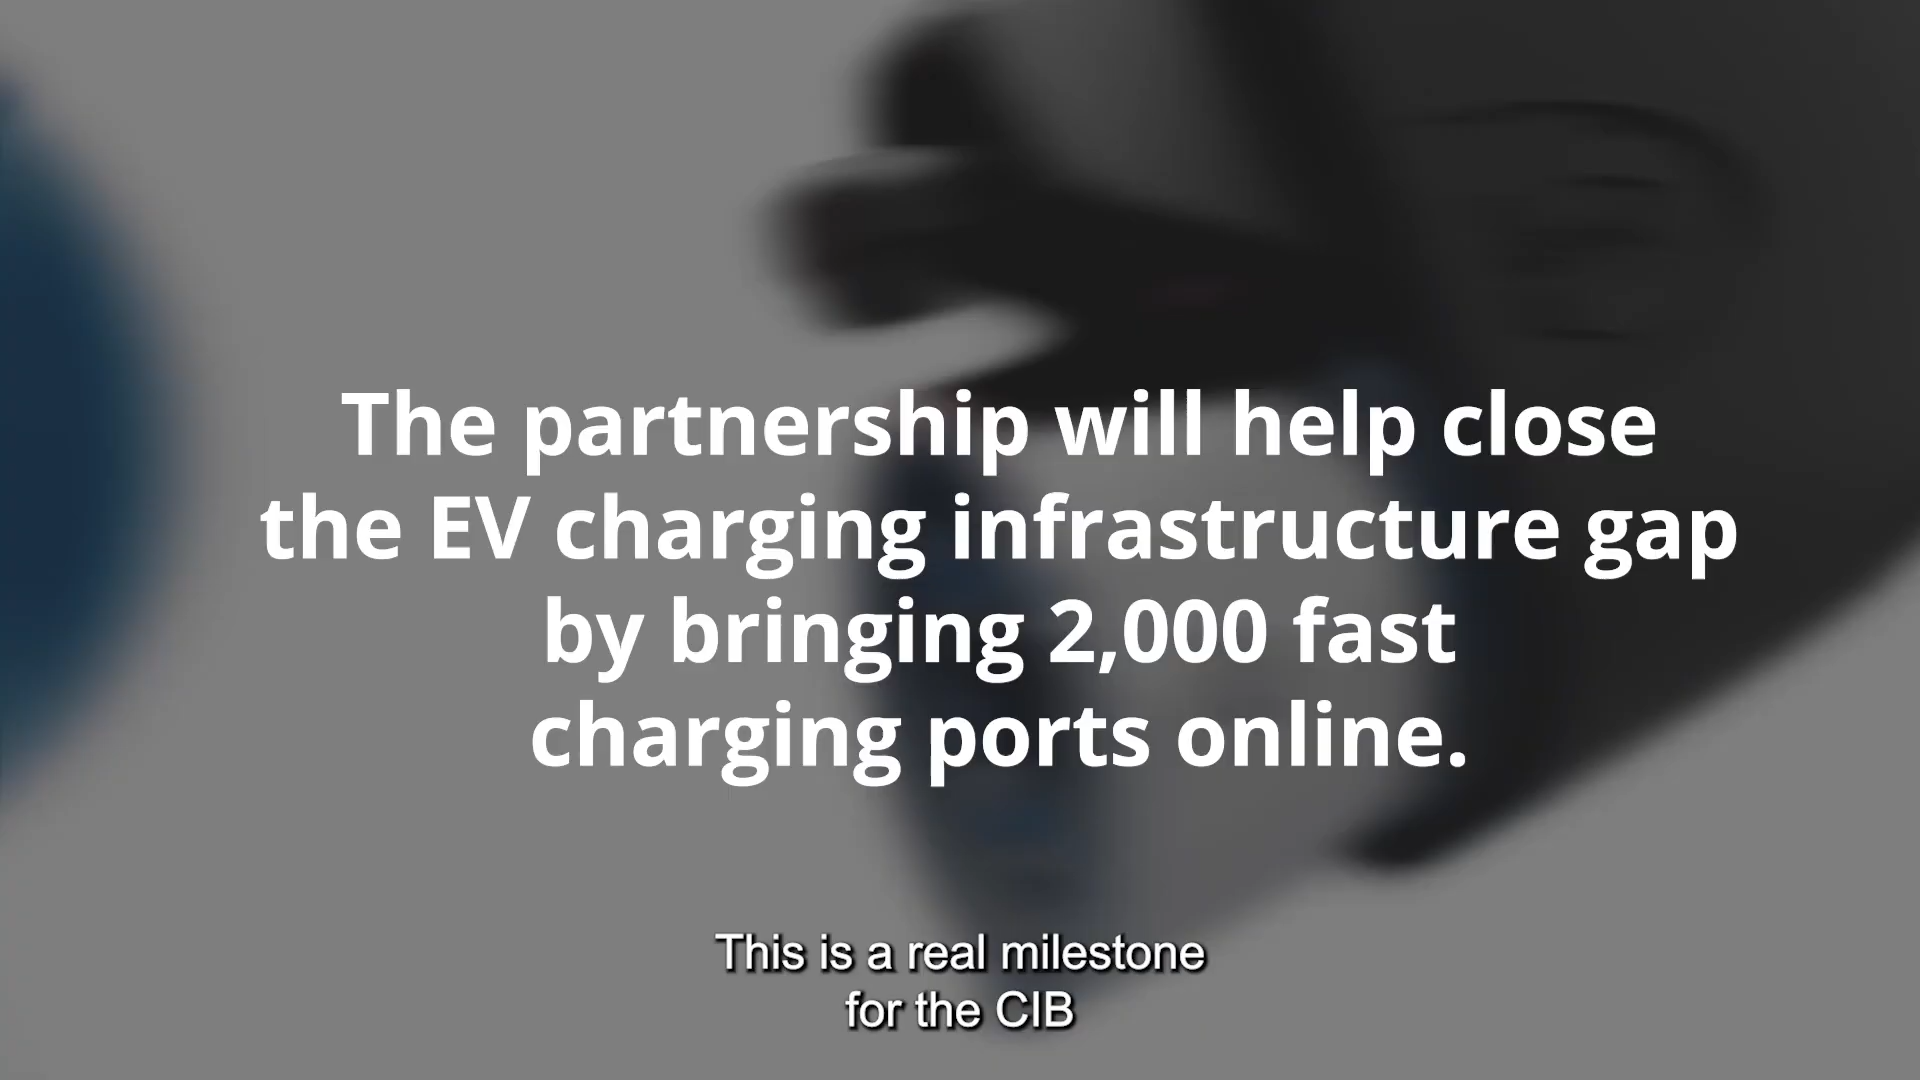 The partnership will help close
the EV charging infrastructure gap
by bringing 2,000 fast
charging ports online.
This is a real milestone
for the CIB